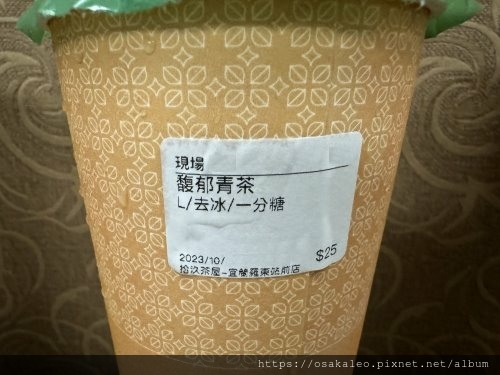 現場
馥郁青茶
L/去冰/一分糖
$25
2023/10/
拾汣茶屋-宜蘭羅東站前店
https://osakaleo.pixnet.net/album